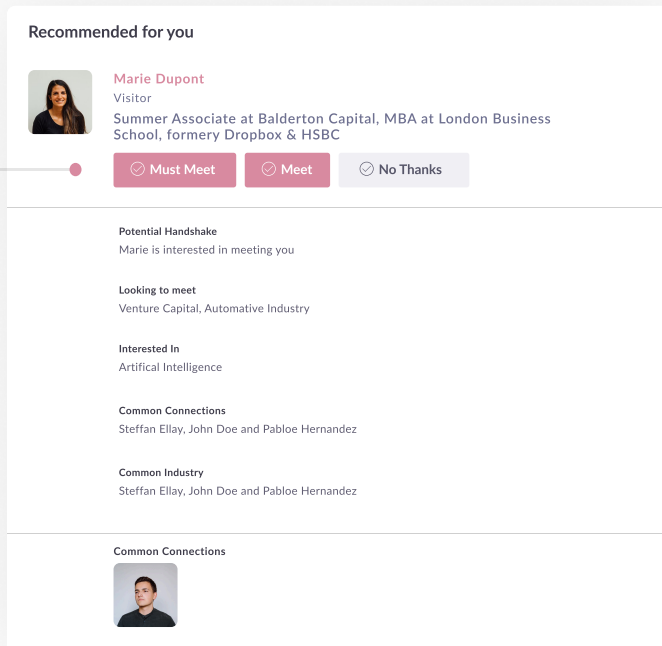 Recommended for you
Marie Dupont
Visitor
Summer Associate at Balderton Capital, MBA at London Business
School, formery Dropbox & HSBC
Must Meet
Meet
No Thanks
Potential Handshake
Marie is interested in meeting you
Looking to meet
Venture Capital, Automative Industry
Interested In
Artifical Intelligence
Common Connections
Steffan Ellay, John Doe and Pabloe Hernandez
Common Industry
Steffan Ellay, John Doe and Pabloe Hernandez
Common Connections